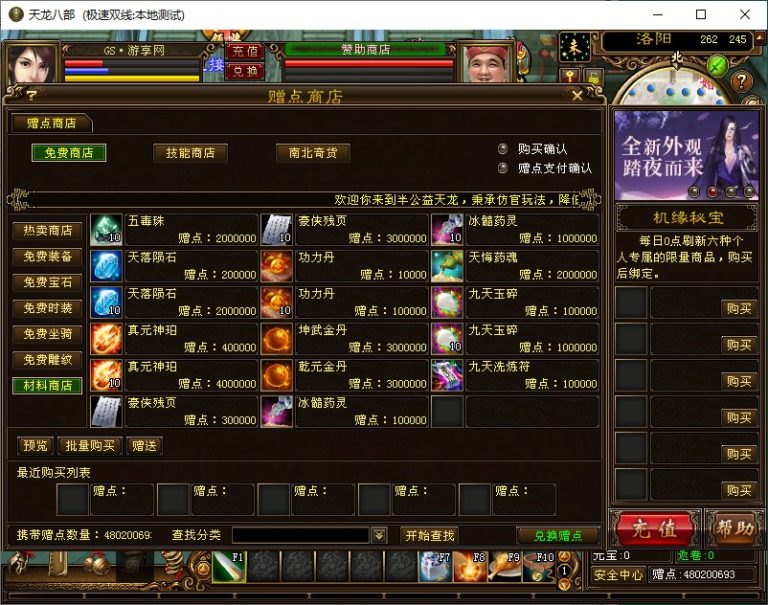 天龙八部 (极速双线:本地测试)
GS·游享网
充值
兑换
赞助商店
未
洛阳 262 245
北
?
赠点商店
赠点商店
免费商店 技能商店 南北奇货
购买确认
赠点支付确认
欢迎你来到半公益天龙，秉承仿官玩法，降低
热卖商店
免费装备
免费宝石
免费时装
免费坐骑
免费雕纹
材料商店
五毒珠 10 赠点：2000000
豪侠残页 10 赠点：3000000
冰髓药灵 10 赠点：1000000
天落陨石 赠点：200000
功力丹 赠点：10000
天悔药魂 赠点：2000000
天落陨石 10 赠点：2000000
功力丹 10 赠点：100000
九天玉碎 赠点：100000
真元神珀 赠点：400000
坤武金丹 赠点：3000000
九天玉碎 10 赠点：1000000
真元神珀 10 赠点：4000000
乾元金丹 赠点：3000000
九天洗炼符 赠点：100000
豪侠残页 赠点：300000
冰髓药灵 赠点：100000
预览 批量购买 赠送
最近购买列表
赠点： 赠点： 赠点： 赠点： 赠点：
携带赠点数量：48020069
查找分类
开始查找
兑换赠点
全新外观
踏夜而来
机缘秘宝
每日0点刷新六种个
人专属的限量商品，购买
后绑定。
购买
购买
购买
购买
购买
购买
充值 帮助
F1 F7 F8 F9 F10
1
元宝:0
安全中心 赠点:480200693